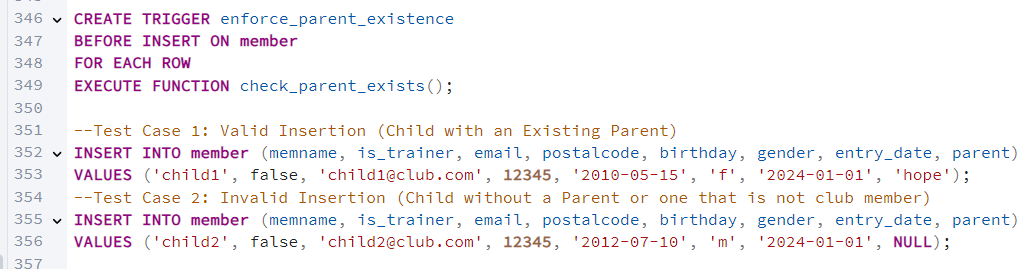 346 CREATE TRIGGER enforce_parent_existence
347 BEFORE INSERT ON member
348 FOR EACH ROW
349 EXECUTE FUNCTION check_parent_exists();
350
351 --Test Case 1: Valid Insertion (Child with an Existing Parent)
352 INSERT INTO member (memname, is_trainer, email, postalcode, birthday, gender, entry_date, parent)
353 VALUES ('child1', false, 'child1@club.com', 12345, '2010-05-15', 'f', '2024-01-01', 'hope');
354 --Test Case 2: Invalid Insertion (Child without a Parent or one that is not club member)
355 INSERT INTO member (memname, is_trainer, email, postalcode, birthday, gender, entry_date, parent)
356 VALUES ('child2', false, 'child2@club.com', 12345, '2012-07-10', 'm', '2024-01-01', NULL);
357